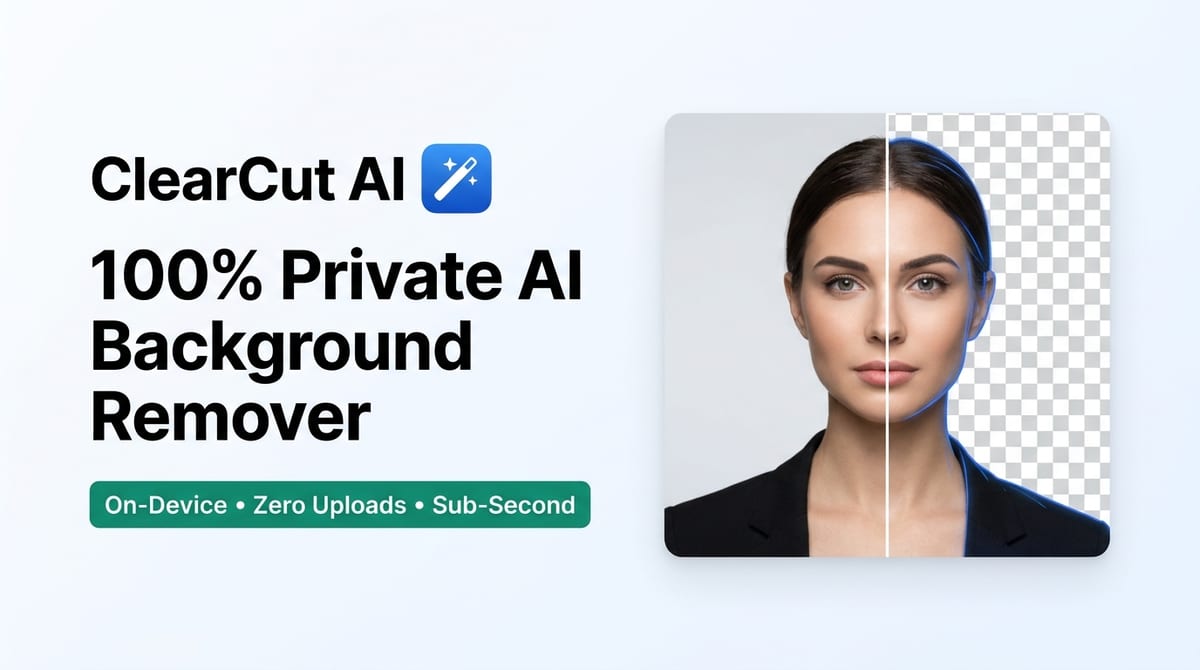 ClearCut AI
100% Private AI
Background
Remover
On-Device • Zero Uploads • Sub-Second